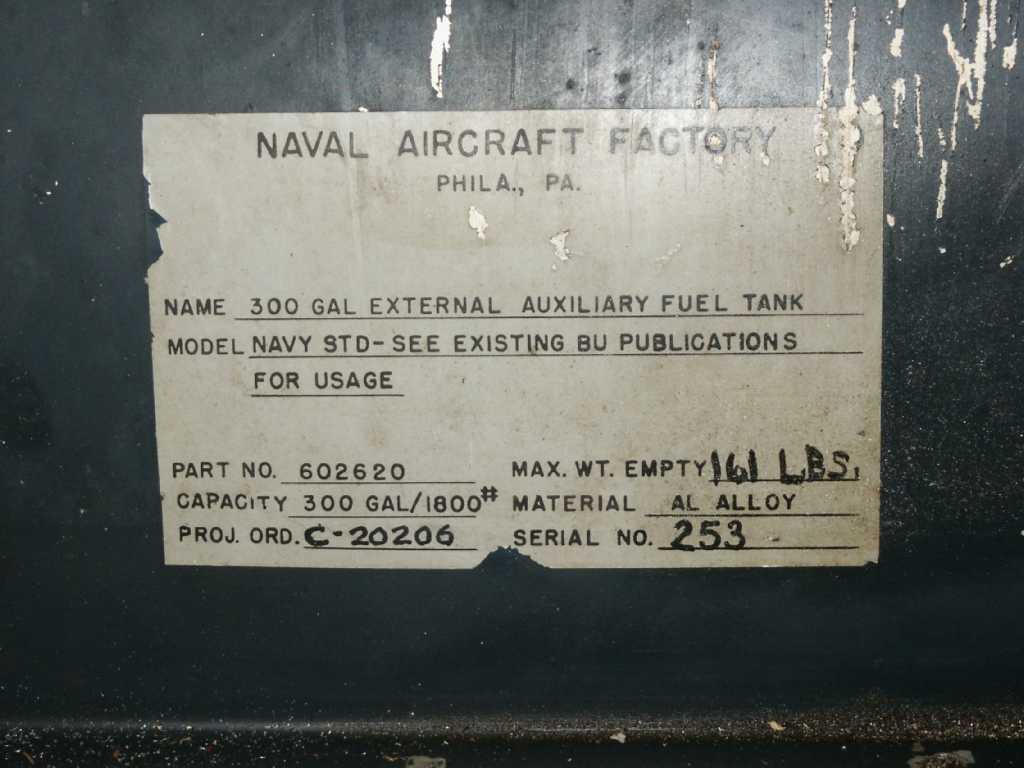 NAVAL AIRCRAFT FACTORY
PHILA., PA.
NAME 300 GAL EXTERNAL AUXILIARY FUEL TANK
MODEL NAVY STD-SEE EXISTING BU PUBLICATIONS
FOR USAGE
PART NO. 602620 MAX. WT. EMPTY 161 LBS.
CAPACITY 300 GAL/1800# MATERIAL AL ALLOY
PROJ. ORD. C-20206 SERIAL NO. 253